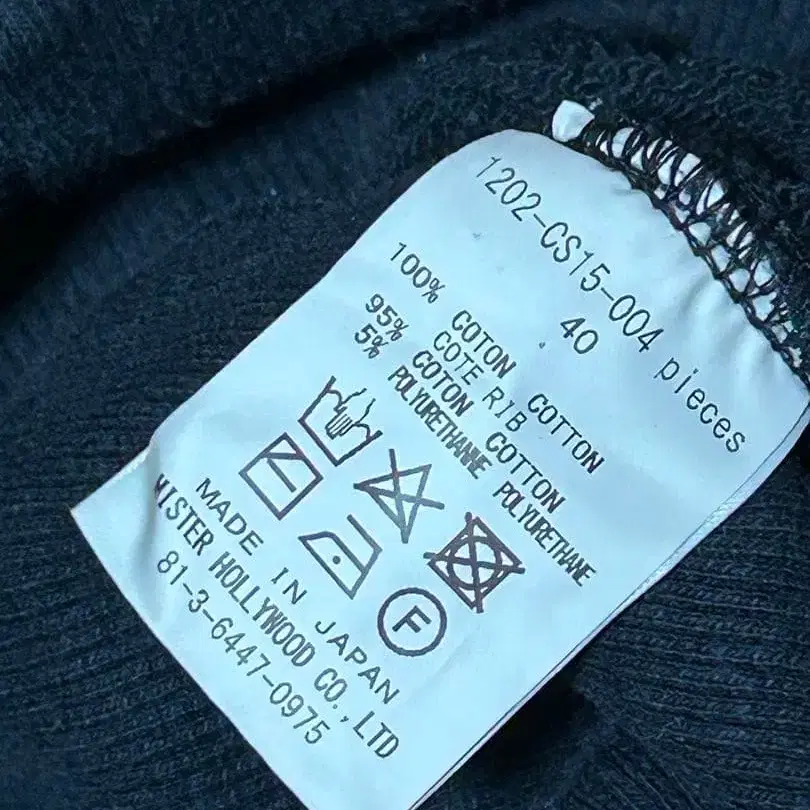 1202-CS15-004 pieces
40
100% COTON COTTON
COTE RIB
95% COTON COTTON
5% POLYURETHANNE POLYURETHANE
F
MADE IN JAPAN
MISTER HOLLYWOOD CO., LTD
81-3-6447-0975